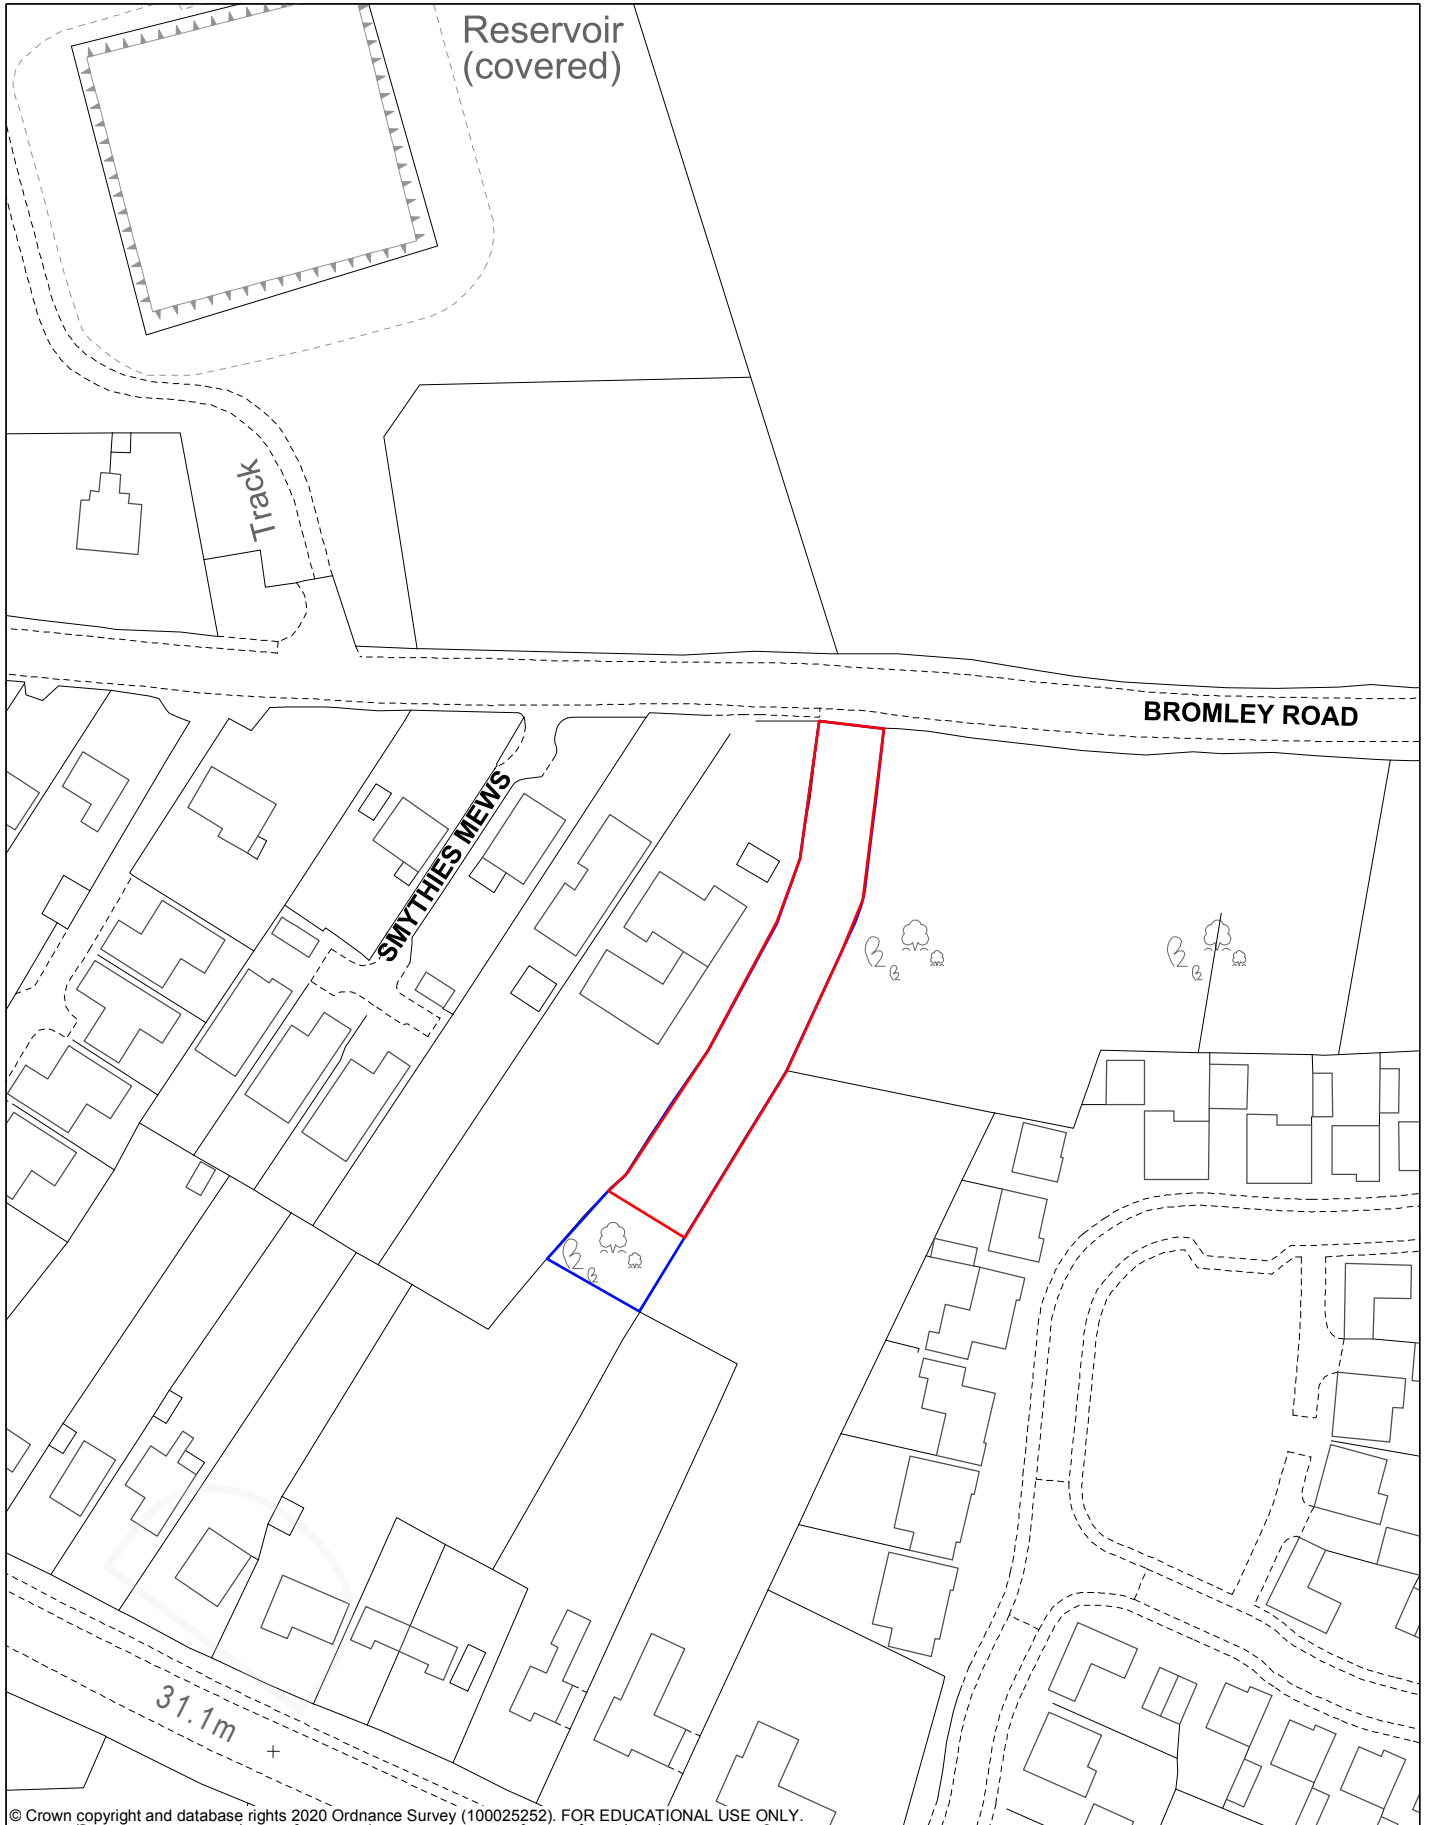 Reservoir
(covered)
Track
BROMLEY ROAD
SMYTHIES MEWS
31.1m
© Crown copyright and database rights 2020 Ordnance Survey (100025252). FOR EDUCATIONAL USE ONLY.